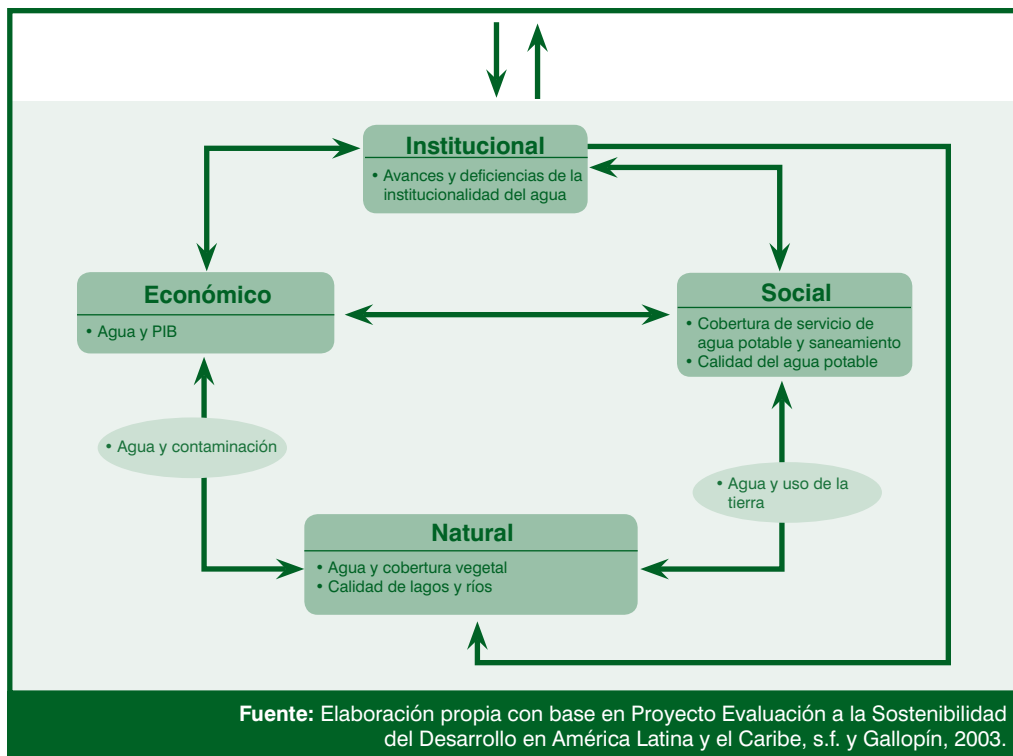 Institucional
• Avances y deficiencias de la
institucionalidad del agua
Económico
• Agua y PIB
Social
• Cobertura de servicio de
agua potable y saneamiento
• Calidad del agua potable
• Agua y contaminación
• Agua y uso de la
tierra
Natural
• Agua y cobertura vegetal
• Calidad de lagos y ríos
Fuente: Elaboración propia con base en Proyecto Evaluación a la Sostenibilidad
del Desarrollo en América Latina y el Caribe, s.f. y Gallopín, 2003.